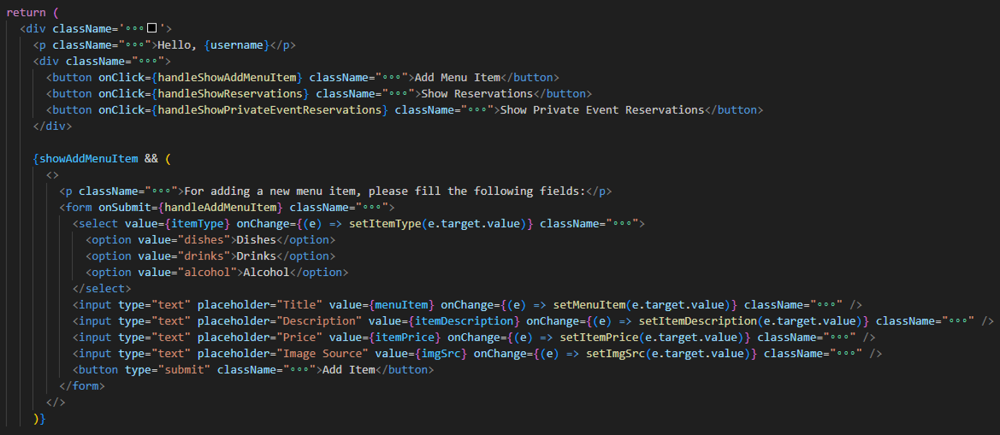 return (
<div className='∘∘∘□'>
<p className="∘∘∘">Hello, {username}</p>
<div className="∘∘∘">
<button onClick={handleShowAddMenuItem} className="∘∘∘">Add Menu Item</button>
<button onClick={handleShowReservations} className="∘∘∘">Show Reservations</button>
<button onClick={handleShowPrivateEventReservations} className="∘∘∘">Show Private Event Reservations</button>
</div>
{showAddMenuItem && (
<>
<p className="∘∘∘">For adding a new menu item, please fill the following fields:</p>
<form onSubmit={handleAddMenuItem} className="∘∘∘">
<select value={itemType} onChange={(e) => setItemType(e.target.value)} className="∘∘∘">
<option value="dishes">Dishes</option>
<option value="drinks">Drinks</option>
<option value="alcohol">Alcohol</option>
</select>
<input type="text" placeholder="Title" value={menuItem} onChange={(e) => setMenuItem(e.target.value)} className="∘∘∘" />
<input type="text" placeholder="Description" value={itemDescription} onChange={(e) => setItemDescription(e.target.value)} className="∘∘∘" />
<input type="text" placeholder="Price" value={itemPrice} onChange={(e) => setItemPrice(e.target.value)} className="∘∘∘" />
<input type="text" placeholder="Image Source" value={imgSrc} onChange={(e) => setImgSrc(e.target.value)} className="∘∘∘" />
<button type="submit" className="∘∘∘">Add Item</button>
</form>
</>
)}